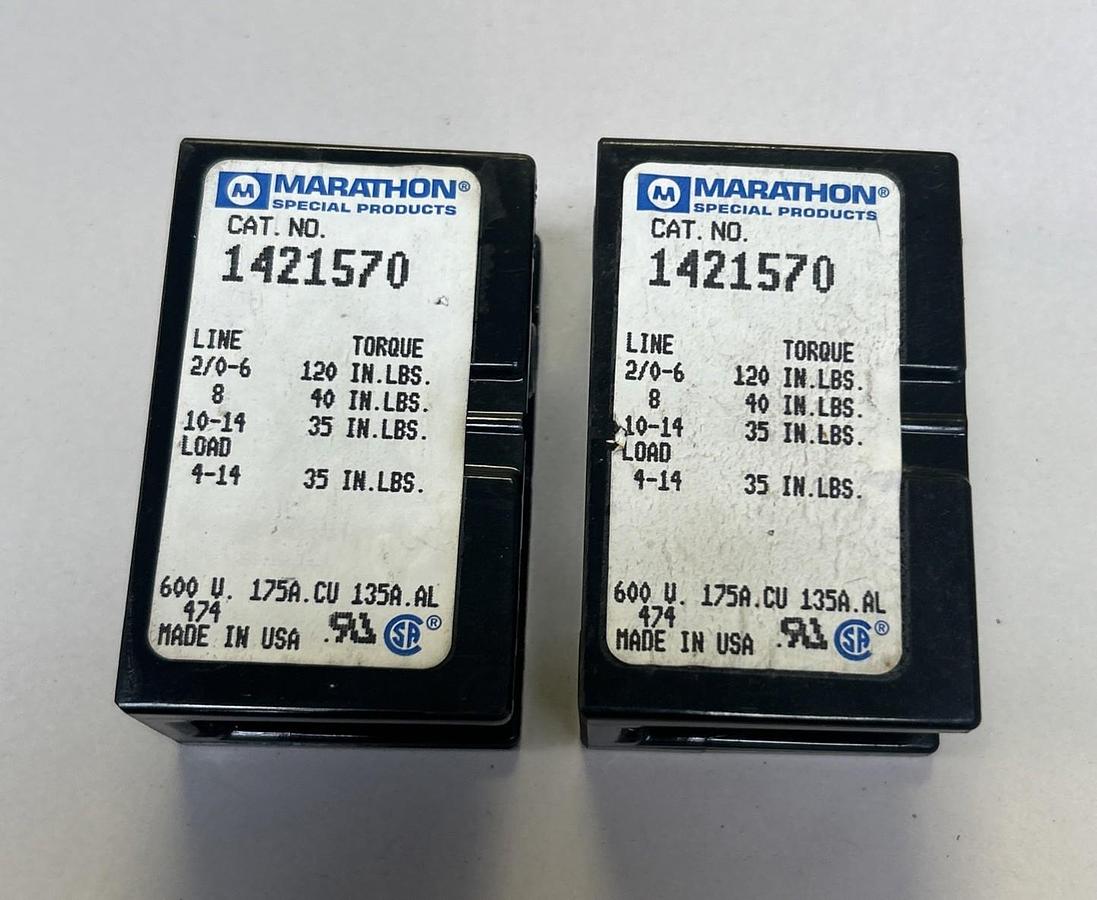 MARATHON®
SPECIAL PRODUCTS
CAT. NO.
1421570
LINE TORQUE
2/0-6 120 IN.LBS.
8 40 IN.LBS.
10-14 35 IN.LBS.
LOAD
4-14 35 IN.LBS.
600 V. 175A.CU 135A.AL
474
MADE IN USA
MARATHON®
SPECIAL PRODUCTS
CAT. NO.
1421570
LINE TORQUE
2/0-6 120 IN.LBS.
8 40 IN.LBS.
10-14 35 IN.LBS.
LOAD
4-14 35 IN.LBS.
600 V. 175A.CU 135A.AL
474
MADE IN USA